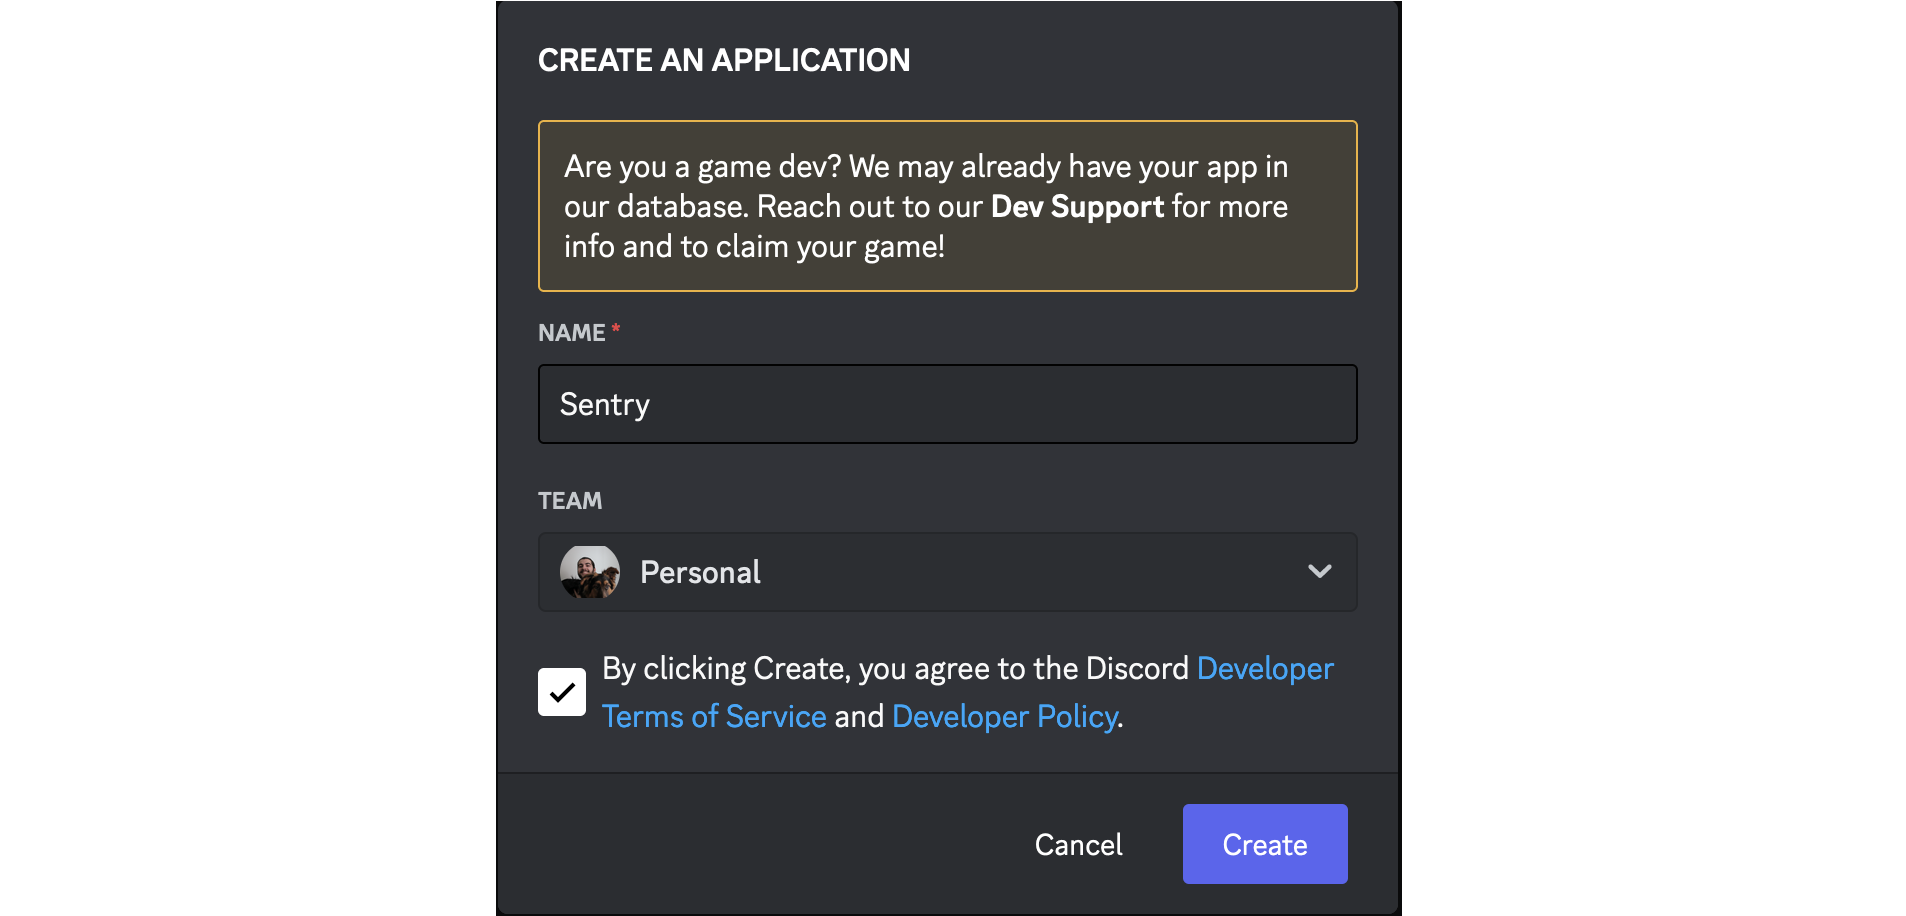 CREATE AN APPLICATION
Are you a game dev? We may already have your app in
our database. Reach out to our Dev Support for more
info and to claim your game!
NAME *
Sentry
TEAM
Personal
By clicking Create, you agree to the Discord Developer
Terms of Service and Developer Policy.
Cancel
Create